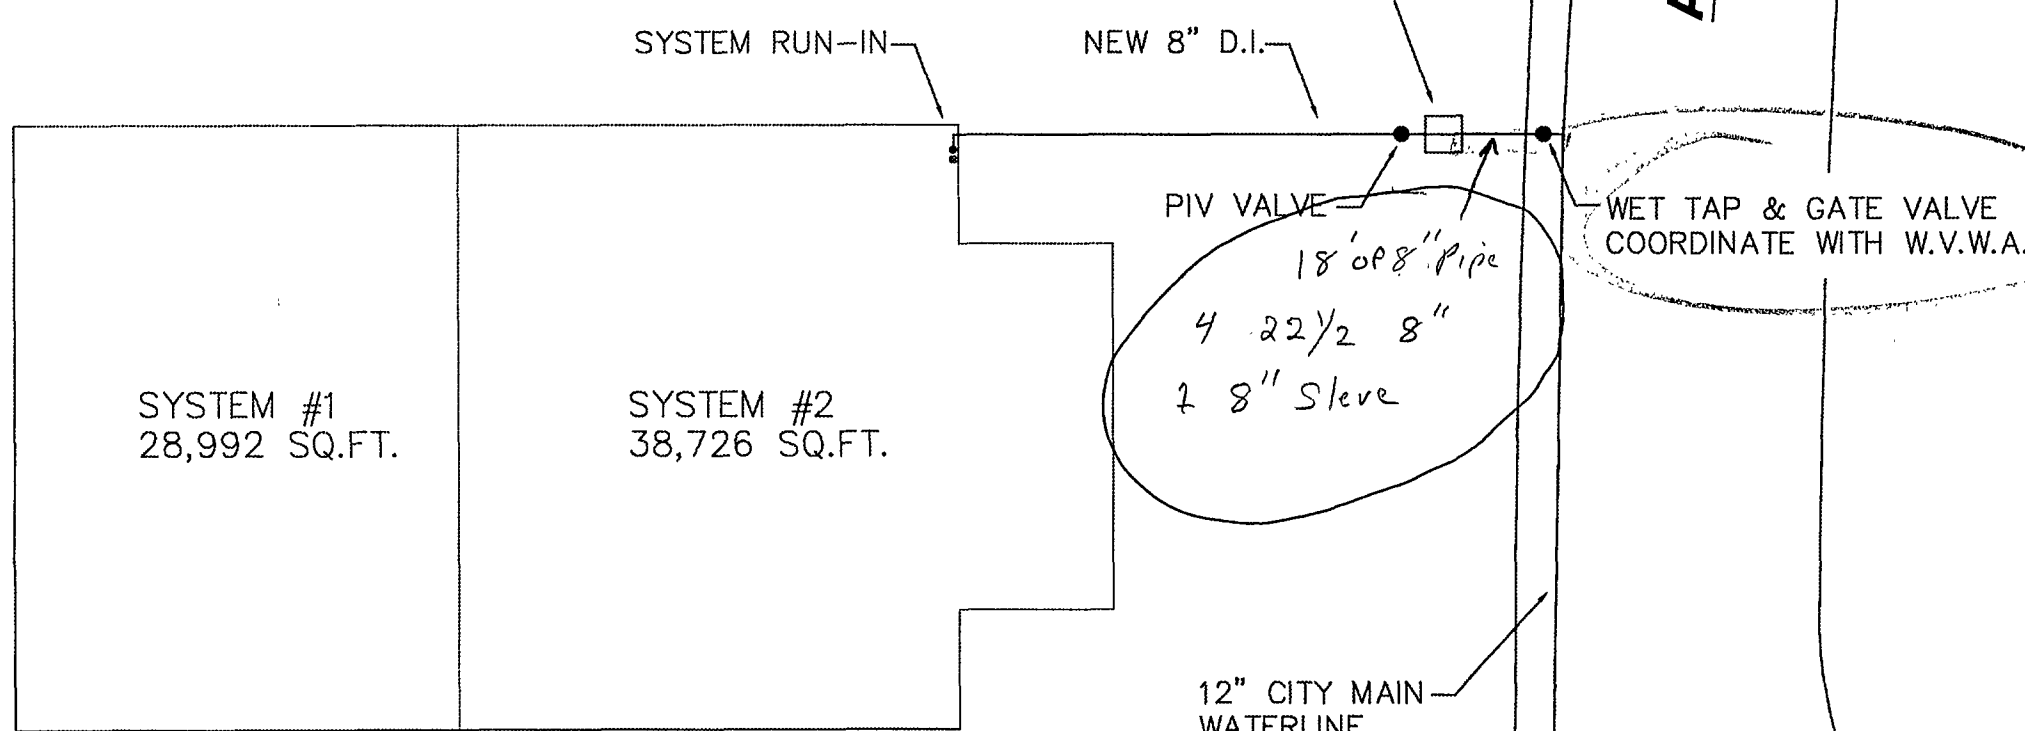 SYSTEM RUN-IN
NEW 8" D.I.
PIV VALVE
WET TAP & GATE VALVE
COORDINATE WITH W.V.W.A.
18' of 8" Pipe
4 22 1/2 8"
1 8" Sleve
SYSTEM #1
28,992 SQ.FT.
SYSTEM #2
38,726 SQ.FT.
12" CITY MAIN
WATERLINE